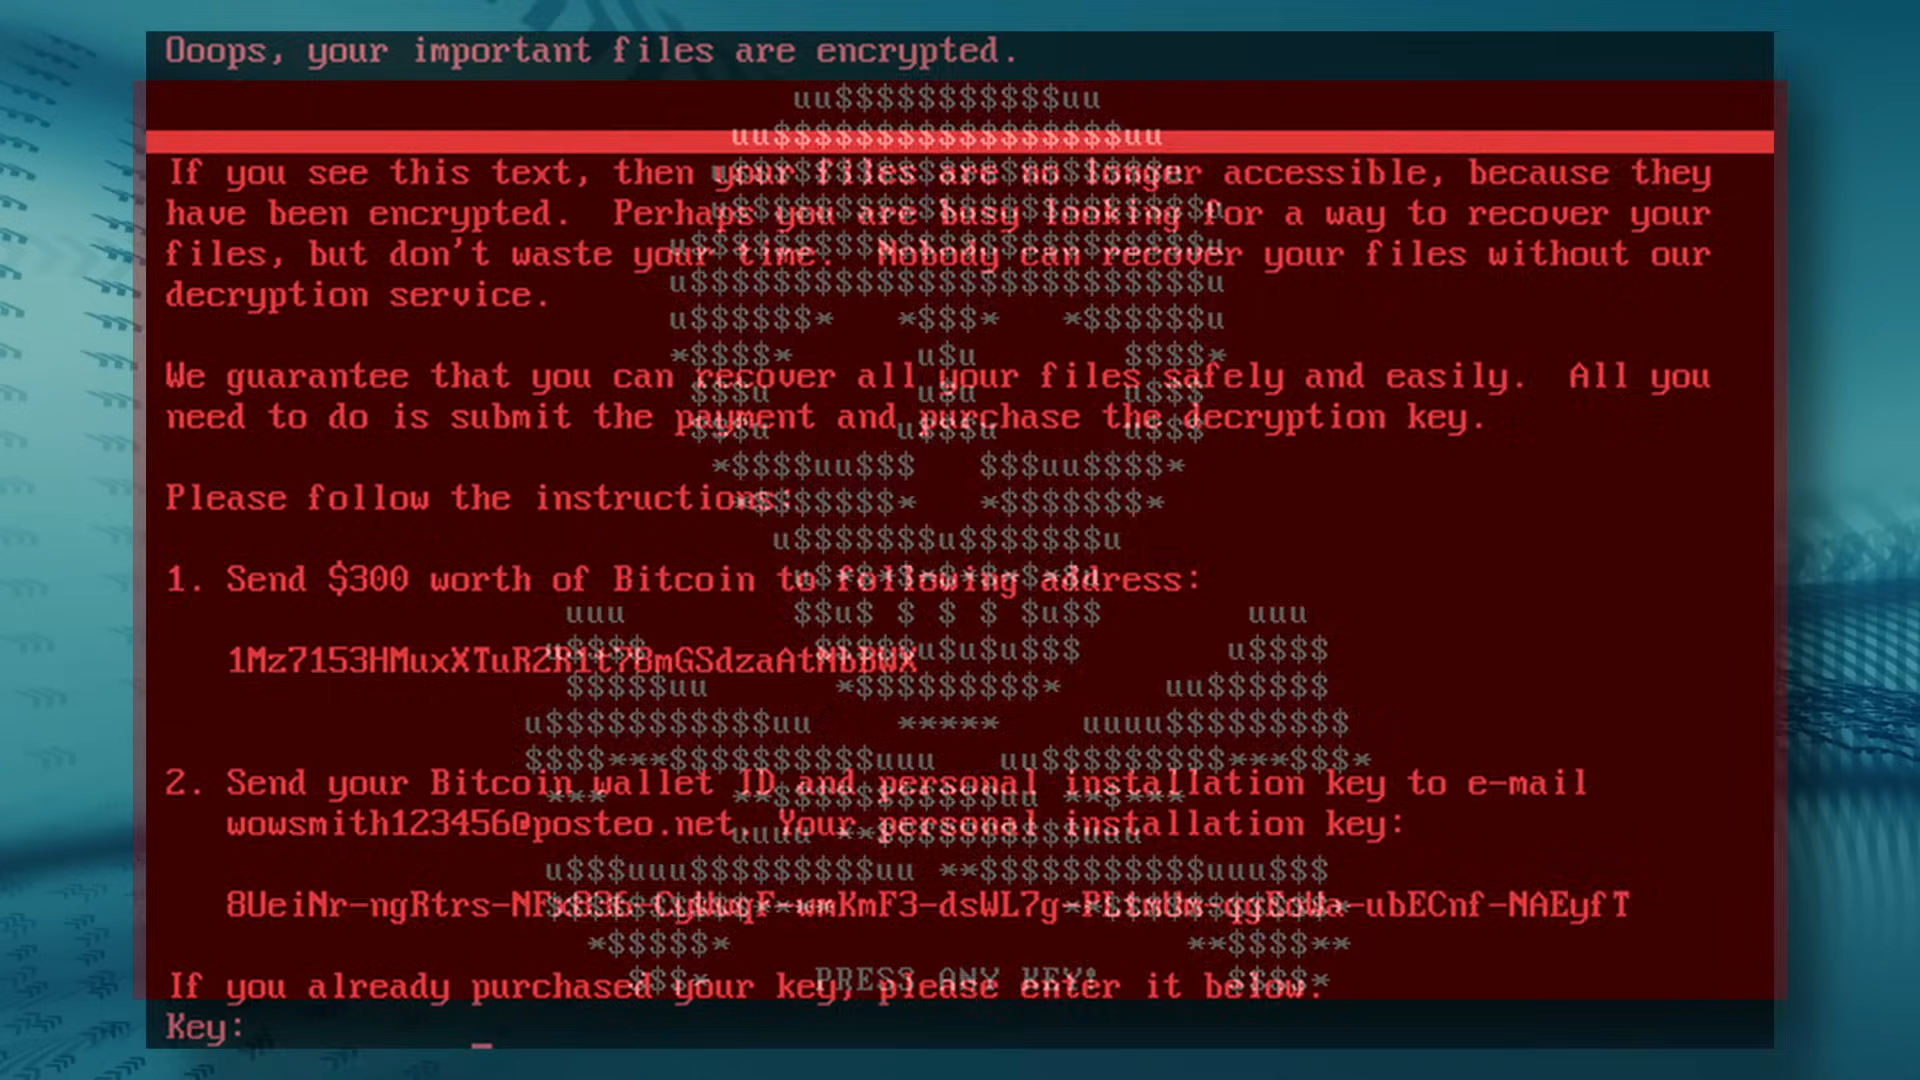 Ooops, your important files are encrypted.
If you see this text, then your files are no longer accessible, because they
have been encrypted. Perhaps you are busy looking for a way to recover your
files, but don't waste your time. Nobody can recover your files without our
decryption service.
We guarantee that you can recover all your files safely and easily. All you
need to do is submit the payment and purchase the decryption key.
Please follow the instructions:
1. Send $300 worth of Bitcoin to following address:
1Mz7153HMuxXTuR2R1t78mGSdzaAtNbBWX
2. Send your Bitcoin wallet ID and personal installation key to e-mail
wowsmith123456@posteo.net. Your personal installation key:
8UeiNr-ngRtrs-
PRESS ANY KEY!
If you already purchased your key, please enter it below.
Key: